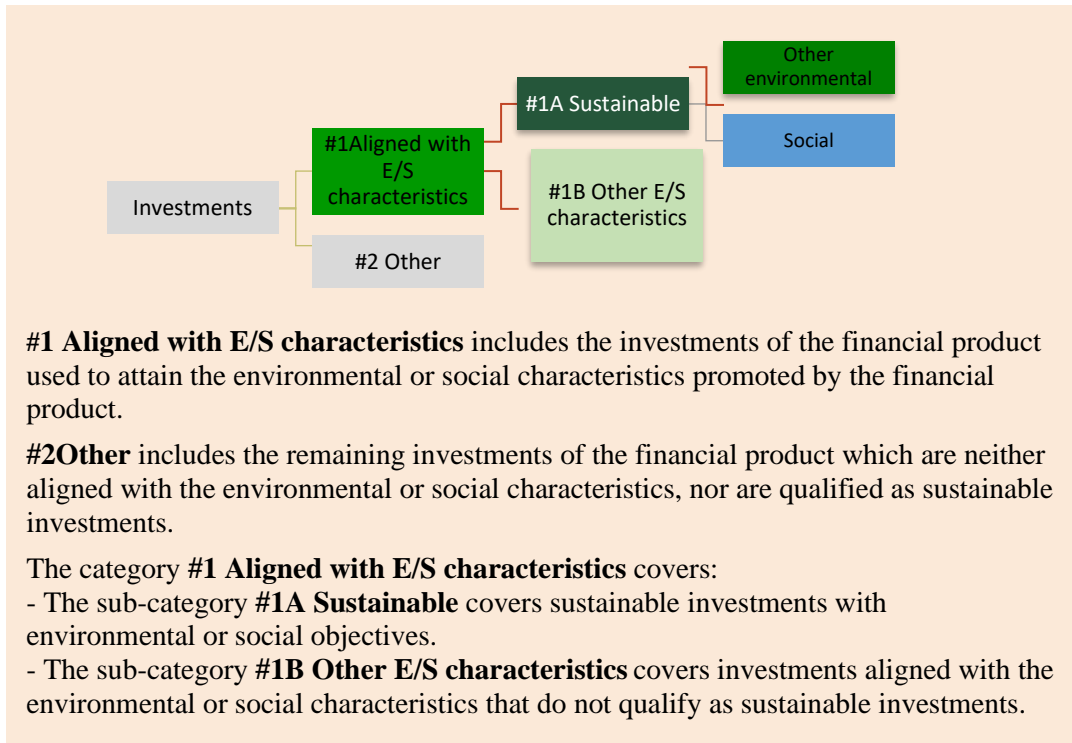 Other
environmental
#1A Sustainable
Social
#1Aligned with
E/S
characteristics
#1B Other E/S
characteristics
Investments
#2 Other
#1 Aligned with E/S characteristics includes the investments of the financial product
used to attain the environmental or social characteristics promoted by the financial
product.
#2Other includes the remaining investments of the financial product which are neither
aligned with the environmental or social characteristics, nor are qualified as sustainable
investments.
The category #1 Aligned with E/S characteristics covers:
- The sub-category #1A Sustainable covers sustainable investments with
environmental or social objectives.
- The sub-category #1B Other E/S characteristics covers investments aligned with the
environmental or social characteristics that do not qualify as sustainable investments.